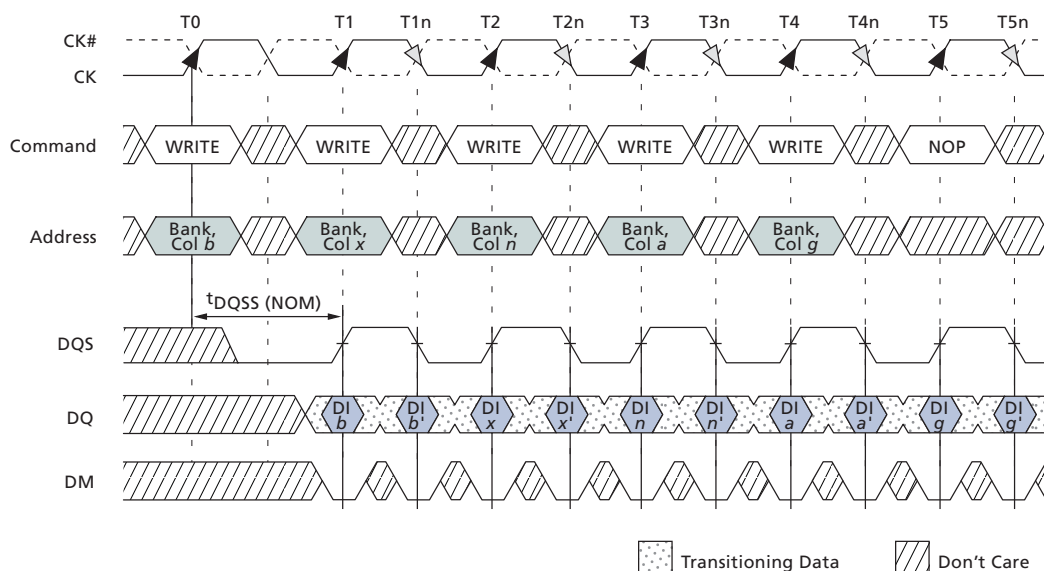 T0 T1 T1n T2 T2n T3 T3n T4 T4n T5 T5n
CK#
CK
Command WRITE WRITE WRITE WRITE WRITE NOP
Address Bank, Col b Bank, Col x Bank, Col n Bank, Col a Bank, Col g
tDQSS (NOM)
DQS
DQ DI b DI b' DI x DI x' DI n DI n' DI a DI a' DI g DI g'
DM
Transitioning Data Don't Care